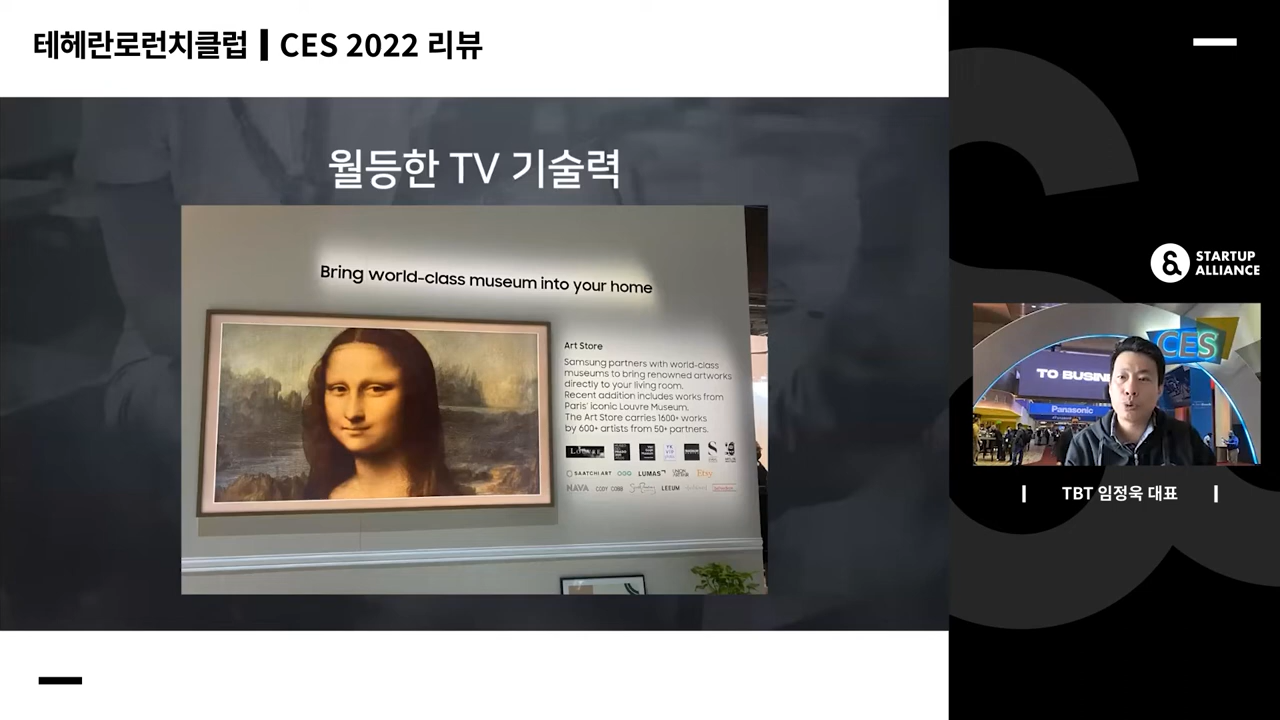 테헤란로런치클럽 | CES 2022 리뷰
월등한 TV 기술력
Bring world-class museum into your home
Art Store
Samsung partners with world-class
museums to bring renowned artworks
directly to your living room.
Recent addition includes works from
Paris' iconic Louvre Museum.
The Art Store carries 1600+ works
by 600+ artists from 50+ partners.
LOUVRE
SAATCHI ART
LUMAS
Etsy
NAVA
CODY COBB
LEEUM
&
STARTUP
ALLIANCE
CES
TO BUSIN
Panasonic
| TBT 임정욱 대표 |